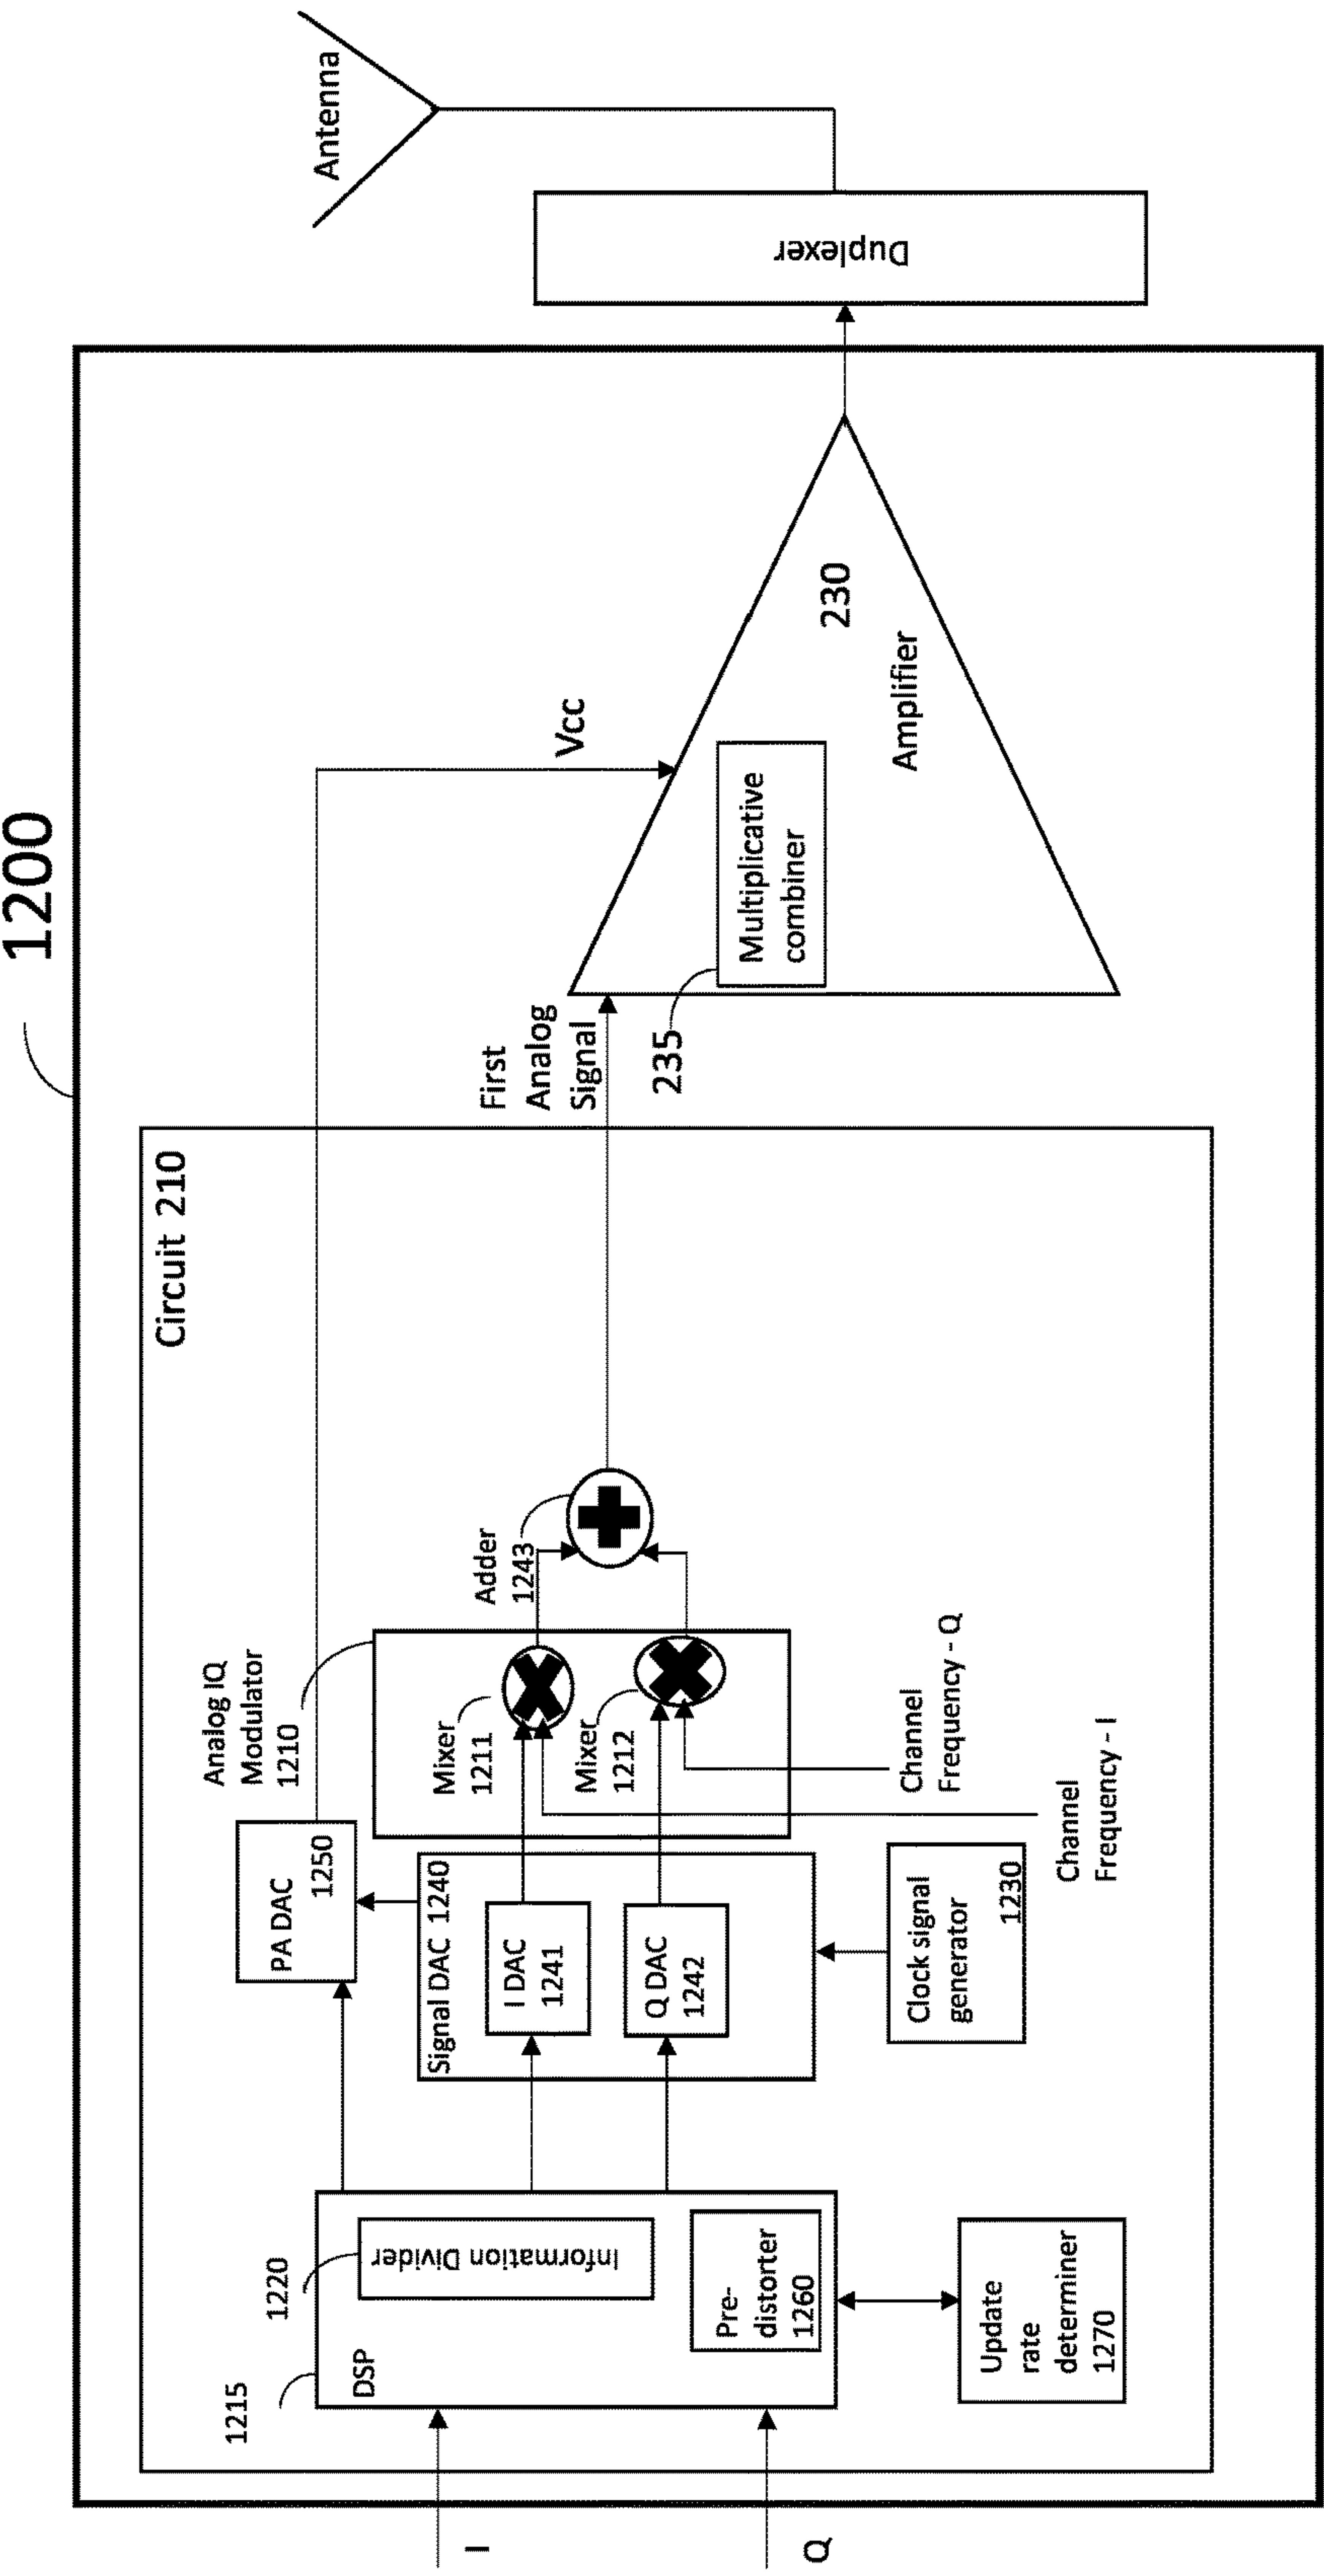 1200
Circuit 210
Analog IQ
Modulator
1210
PA DAC
1250
1215
1220
DSP
Information Divider
Pre-
distorter
1260
Update
rate
determiner
1270
I
Q
Signal DAC 1240
I DAC
1241
Q DAC
1242
Clock signal
generator
1230
Mixer
1211
Mixer
1212
Adder
1243
Channel
Frequency - Q
Channel
Frequency - I
First
Analog
Signal
235
Vcc
Multiplicative
combiner
230
Amplifier
Duplexer
Antenna